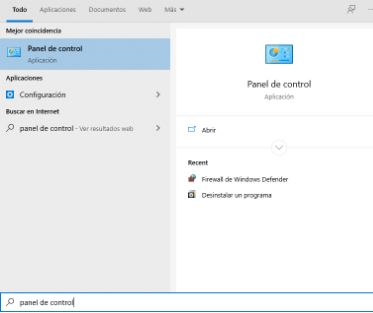 Todo Aplicaciones Documentos Web Más
Mejor coincidencia
Panel de control
Aplicación
Aplicaciones
Configuración
Buscar en Internet
panel de control - Ver resultados web
Panel de control
Aplicación
Abrir
Recent
Firewall de Windows Defender
Desinstalar un programa
panel de control